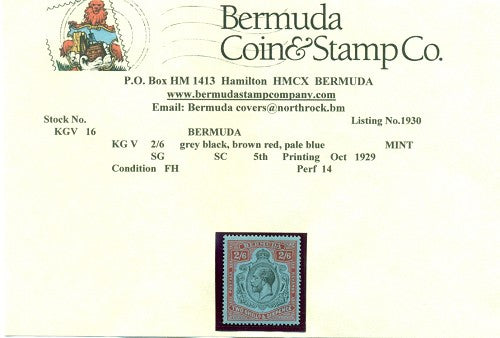 Bermuda
Coin&Stamp Co.
P.O. Box HM 1413 Hamilton HMCX BERMUDA
www.bermudastampcompany.com
Email: Bermuda covers@northrock.bm
Stock No. Listing No.1930
KGV 16 BERMUDA
KG V 2/6 grey black, brown red, pale blue MINT
SG SC 5th Printing Oct 1929
Condition FH Perf 14
BERMUDA
2/6 2/6